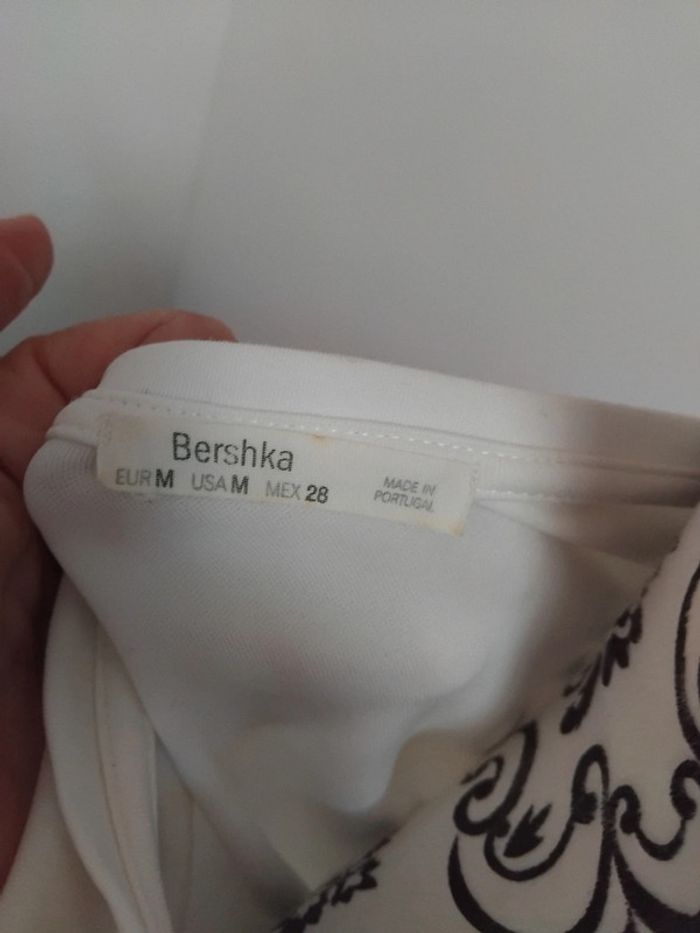 Bershka
EUR M USA M MEX 28
MADE IN
PORTUGAL